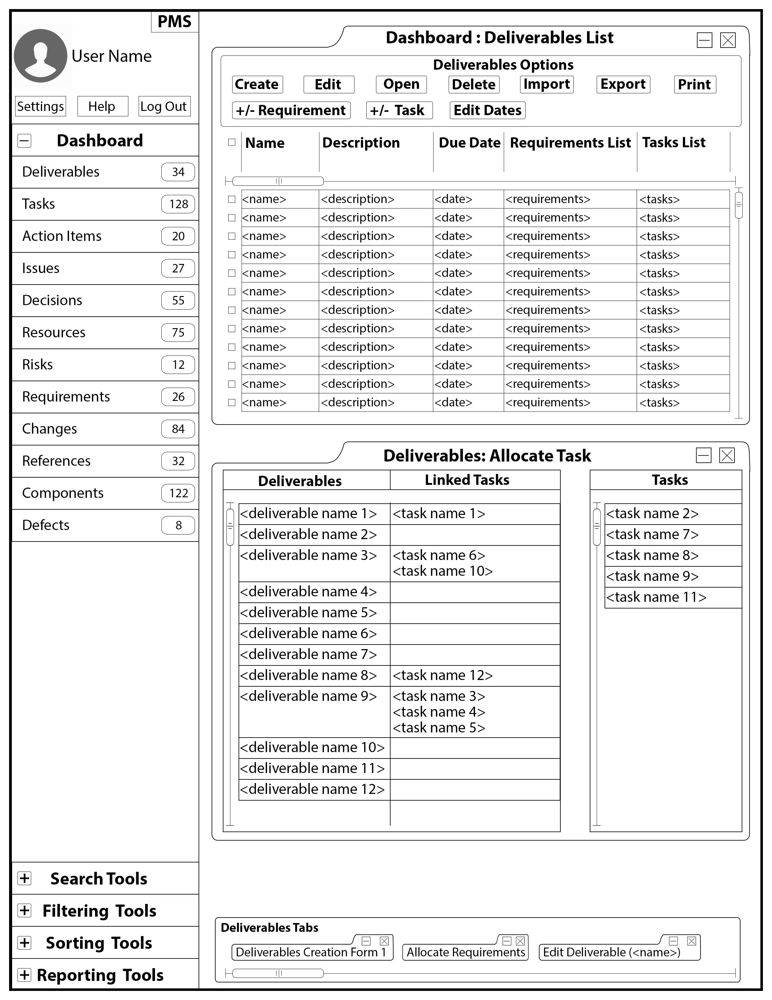 PMS
User Name
Settings Help Log Out
Dashboard
Deliverables 34
Tasks 128
Action Items 20
Issues 27
Decisions 55
Resources 75
Risks 12
Requirements 26
Changes 84
References 32
Components 122
Defects 8
Search Tools
Filtering Tools
Sorting Tools
Reporting Tools
Dashboard : Deliverables List
Deliverables Options
Create Edit Open Delete Import Export Print
+/- Requirement +/- Task Edit Dates
Name Description Due Date Requirements List Tasks List
<name> <description> <date> <requirements> <tasks>
<name> <description> <date> <requirements> <tasks>
<name> <description> <date> <requirements> <tasks>
<name> <description> <date> <requirements> <tasks>
<name> <description> <date> <requirements> <tasks>
<name> <description> <date> <requirements> <tasks>
<name> <description> <date> <requirements> <tasks>
<name> <description> <date> <requirements> <tasks>
<name> <description> <date> <requirements> <tasks>
<name> <description> <date> <requirements> <tasks>
<name> <description> <date> <requirements> <tasks>
<name> <description> <date> <requirements> <tasks>
Deliverables: Allocate Task
Deliverables Linked Tasks
<deliverable name 1> <task name 1>
<deliverable name 2>
<deliverable name 3> <task name 6>
<task name 10>
<deliverable name 4>
<deliverable name 5>
<deliverable name 6>
<deliverable name 7>
<deliverable name 8> <task name 12>
<deliverable name 9> <task name 3>
<task name 4>
<task name 5>
<deliverable name 10>
<deliverable name 11>
<deliverable name 12>
Tasks
<task name 2>
<task name 7>
<task name 8>
<task name 9>
<task name 11>
Deliverables Tabs
Deliverables Creation Form 1 Allocate Requirements Edit Deliverable (<name>)